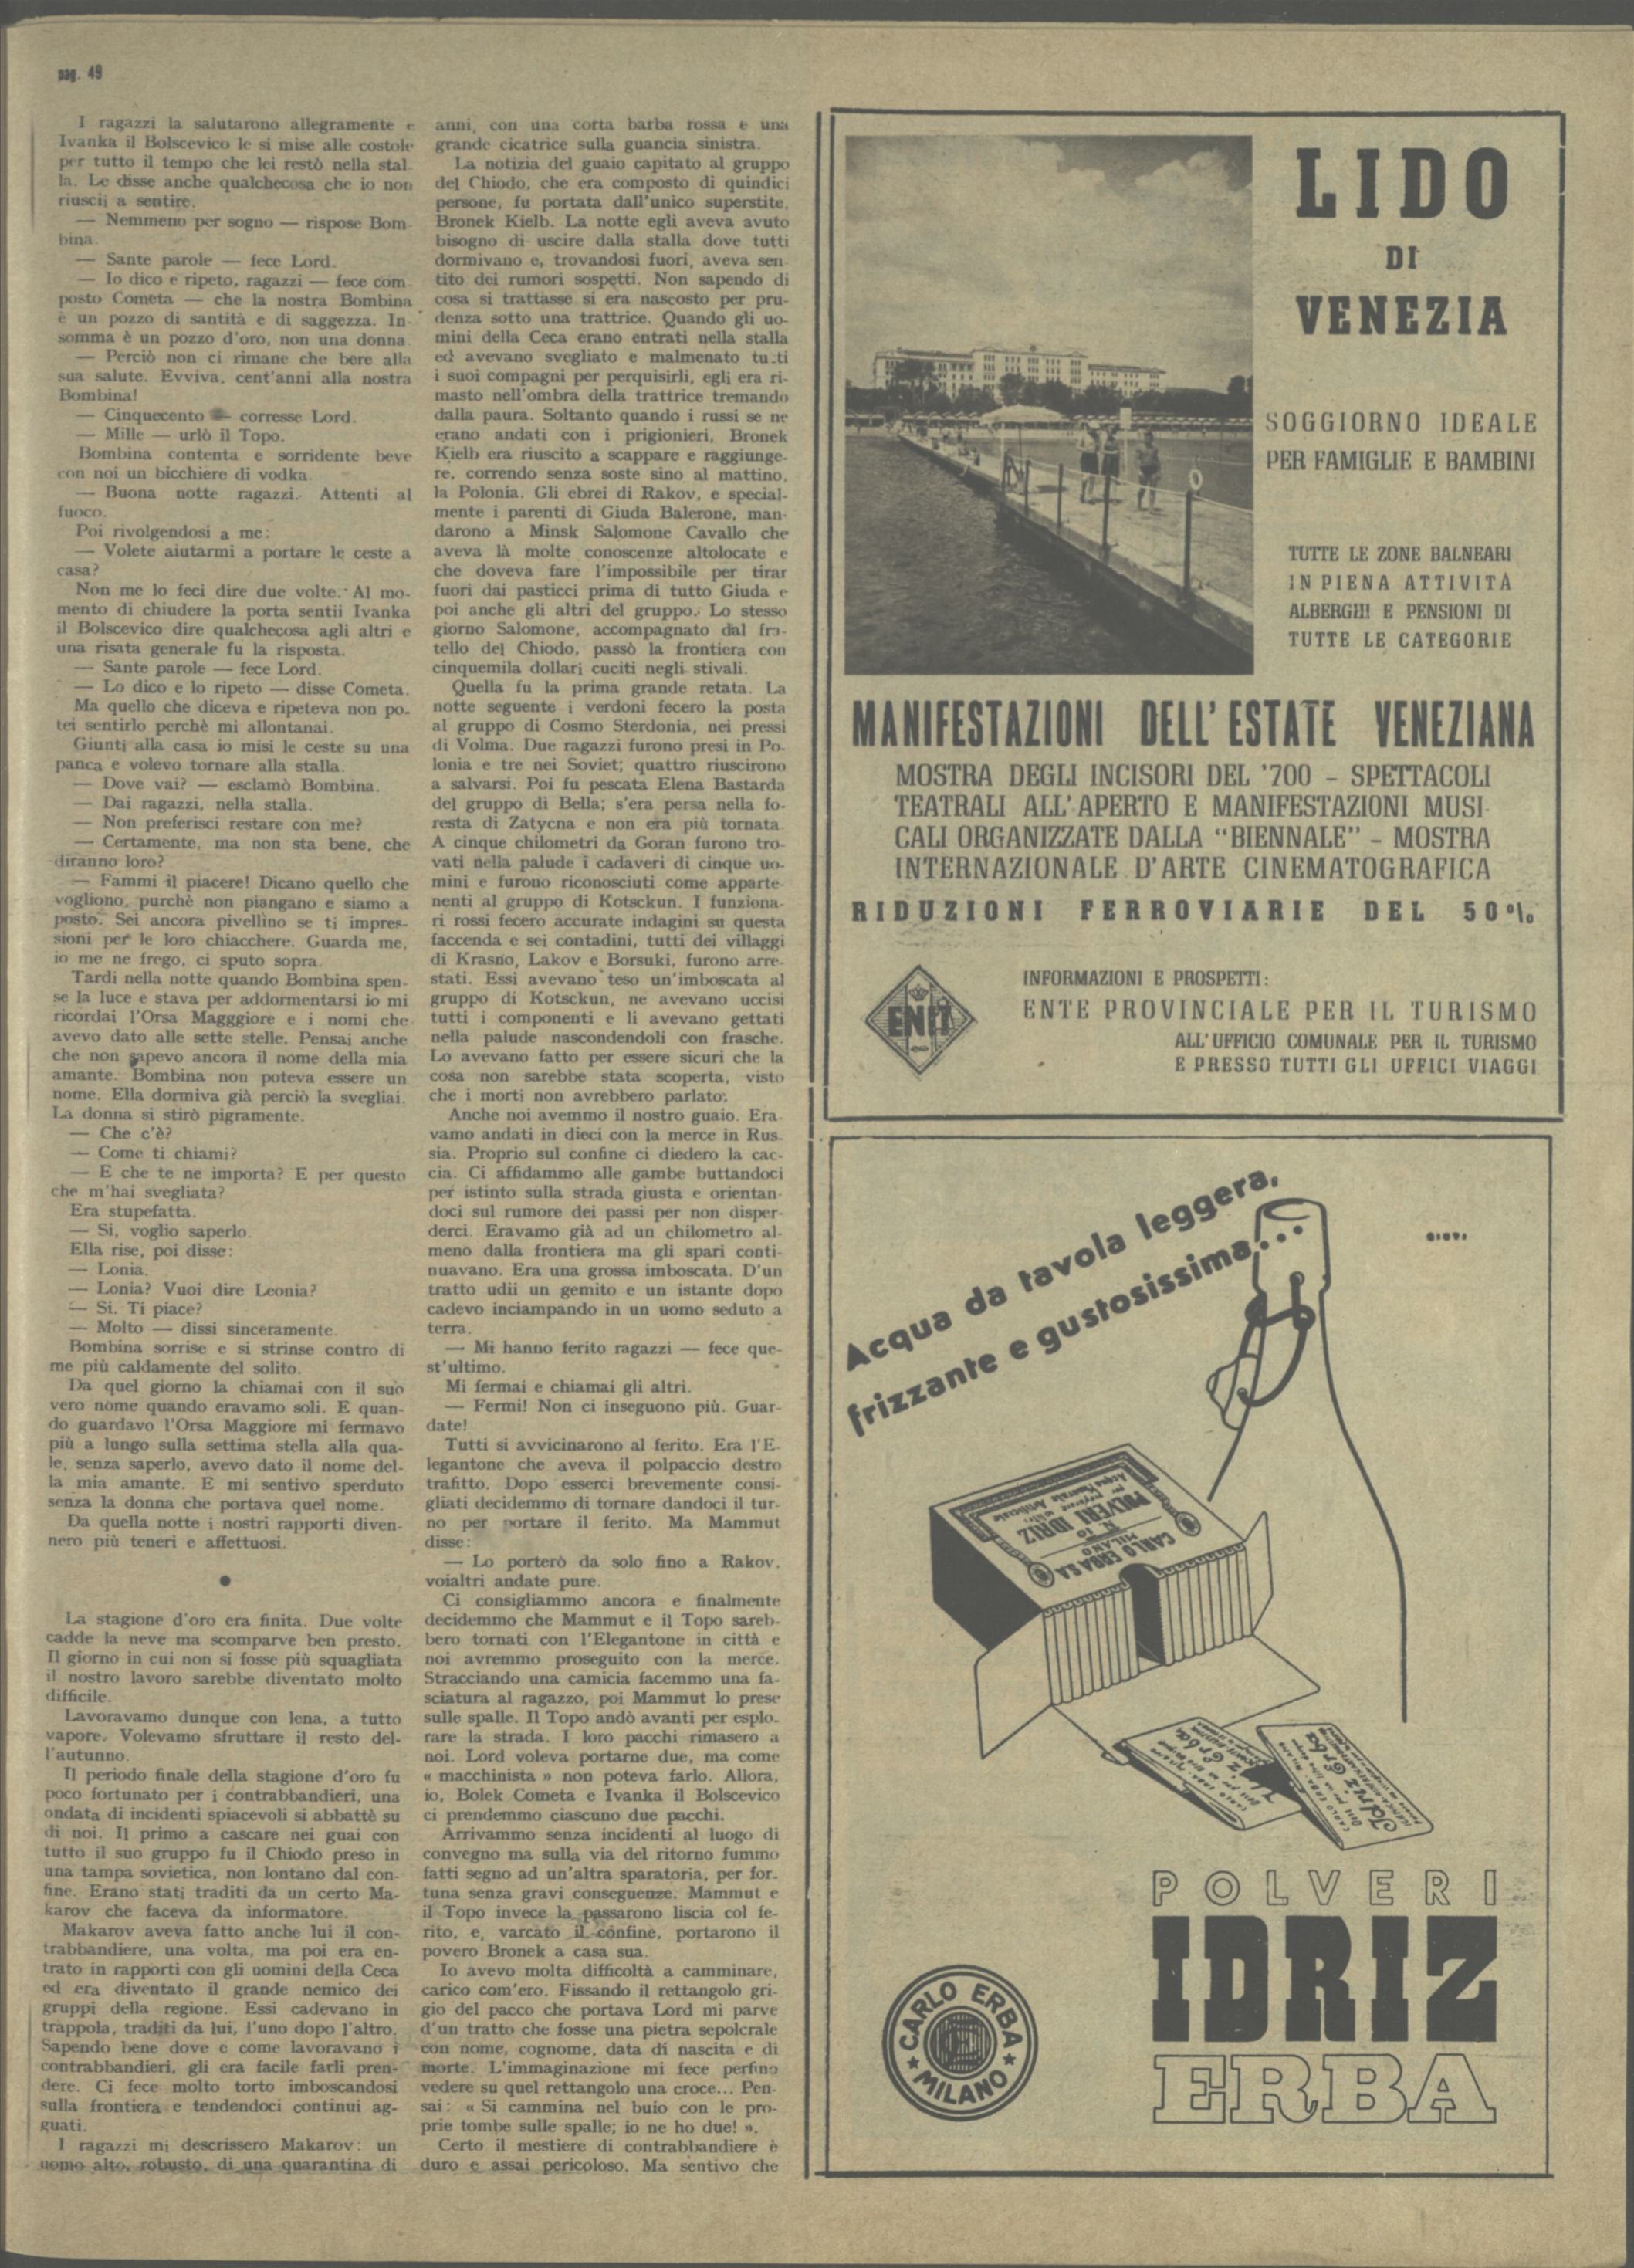 pag. 49
I ragazzi la salutarono allegramente e
Ivanka il Bolscevico le si mise alle costole
per tutto il tempo che lei restò nella stal-
la. Le disse anche qualchecosa che io non
riuscii a sentire.
— Nemmeno per sogno — rispose Bom-
bina.
— Sante parole — fece Lord.
— Io dico e ripeto, ragazzi — fece com-
posto Cometa — che la nostra Bombina
è un pozzo di santità e di saggezza. In-
somma è un pozzo d'oro, non una donna.
— Perciò non ci rimane che bere alla
sua salute. Evviva, cent'anni alla nostra
Bombina!
— Cinquecento — corresse Lord.
— Mille — urlò il Topo.
Bombina contenta e sorridente beve
con noi un bicchiere di vodka.
— Buona notte ragazzi. Attenti al
fuoco.
Poi rivolgendosi a me:
— Volete aiutarmi a portare le ceste a
casa?
Non me lo feci dire due volte. Al mo-
mento di chiudere la porta sentii Ivanka
il Bolscevico dire qualchecosa agli altri e
una risata generale fu la risposta.
— Sante parole — fece Lord.
— Lo dico e lo ripeto — disse Cometa.
Ma quello che diceva e ripeteva non po-
tei sentirlo perchè mi allontanai.
Giunti alla casa io misi le ceste su una
panca e volevo tornare alla stalla.
— Dove vai? — esclamò Bombina.
— Dai ragazzi, nella stalla.
— Non preferisci restare con me?
— Certamente, ma non sta bene, che
diranno loro?
— Fammi il piacere! Dicano quello che
vogliono, purchè non piangano e siamo a
posto. Sei ancora pivellino se ti impres-
sioni per le loro chiacchere. Guarda me,
io me ne frego, ci sputo sopra.
Tardi nella notte quando Bombina spen-
se la luce e stava per addormentarsi io mi
ricordai l'Orsa Magggiore e i nomi che
avevo dato alle sette stelle. Pensai anche
che non sapevo ancora il nome della mia
amante. Bombina non poteva essere un
nome. Ella dormiva già perciò la svegliai.
La donna si stirò pigramente.
— Che c'è?
— Come ti chiami?
— E che te ne importa? E per questo
che m'hai svegliata?
Era stupefatta.
— Si, voglio saperlo.
Ella rise, poi disse:
— Lonia.
— Lonia? Vuoi dire Leonia?
— Si. Ti piace?
— Molto — dissi sinceramente.
Bombina sorrise e si strinse contro di
me più caldamente del solito.
Da quel giorno la chiamai con il suo
vero nome quando eravamo soli. E quan-
do guardavo l'Orsa Maggiore mi fermavo
più a lungo sulla settima stella alla qua-
le, senza saperlo, avevo dato il nome del-
la mia amante. E mi sentivo sperduto
senza la donna che portava quel nome.
Da quella notte i nostri rapporti diven-
nero più teneri e affettuosi.
●
La stagione d'oro era finita. Due volte
cadde la neve ma scomparve ben presto.
Il giorno in cui non si fosse più squagliata
il nostro lavoro sarebbe diventato molto
difficile.
Lavoravamo dunque con lena, a tutto
vapore. Volevamo sfruttare il resto del-
l'autunno.
Il periodo finale della stagione d'oro fu
poco fortunato per i contrabbandieri, una
ondata di incidenti spiacevoli si abbattè su
di noi. Il primo a cascare nei guai con
tutto il suo gruppo fu il Chiodo preso in
una tampa sovietica, non lontano dal con-
fine. Erano stati traditi da un certo Ma-
karov che faceva da informatore.
Makarov aveva fatto anche lui il con-
trabbandiere, una volta, ma poi era en-
trato in rapporti con gli uomini della Ceca
ed era diventato il grande nemico dei
gruppi della regione. Essi cadevano in
trappola, traditi da lui, l'uno dopo l'altro.
Sapendo bene dove e come lavoravano i
contrabbandieri, gli era facile farli pren-
dere. Ci fece molto torto imboscandosi
sulla frontiera e tendendoci continui ag-
guati.
I ragazzi mi descrissero Makarov: un
uomo alto, robusto, di una quarantina di
anni, con una corta barba rossa e una
grande cicatrice sulla guancia sinistra.
La notizia del guaio capitato al gruppo
del Chiodo, che era composto di quindici
persone, fu portata dall'unico superstite,
Bronek Kielb. La notte egli aveva avuto
bisogno di uscire dalla stalla dove tutti
dormivano e, trovandosi fuori, aveva sen-
tito dei rumori sospetti. Non sapendo di
cosa si trattasse si era nascosto per pru-
denza sotto una trattrice. Quando gli uo-
mini della Ceca erano entrati nella stalla
ed avevano svegliato e malmenato tutti
i suoi compagni per perquisirli, egli era ri-
masto nell'ombra della trattrice tremando
dalla paura. Soltanto quando i russi se ne
erano andati con i prigionieri, Bronek
Kielb era riuscito a scappare e raggiunge-
re, correndo senza soste sino al mattino,
la Polonia. Gli ebrei di Rakov, e special-
mente i parenti di Giuda Balerone, man-
darono a Minsk Salomone Cavallo che
aveva là molte conoscenze altolocate e
che doveva fare l'impossibile per tirar
fuori dai pasticci prima di tutto Giuda e
poi anche gli altri del gruppo. Lo stesso
giorno Salomone, accompagnato dal fra-
tello del Chiodo, passò la frontiera con
cinquemila dollari cuciti negli stivali.
Quella fu la prima grande retata. La
notte seguente i verdoni fecero la posta
al gruppo di Cosmo Sterdonia, nei pressi
di Volma. Due ragazzi furono presi in Po-
lonia e tre nei Soviet; quattro riuscirono
a salvarsi. Poi fu pescata Elena Bastarda
del gruppo di Bella; s'era persa nella fo-
resta di Zatycna e non era più tornata.
A cinque chilometri da Goran furono tro-
vati nella palude i cadaveri di cinque uo-
mini e furono riconosciuti come apparte-
nenti al gruppo di Kotsckun. I funziona-
ri rossi fecero accurate indagini su questa
faccenda e sei contadini, tutti dei villaggi
di Krasno, Lakov e Borsuki, furono arre-
stati. Essi avevano teso un'imboscata al
gruppo di Kotsckun, ne avevano uccisi
tutti i componenti e li avevano gettati
nella palude nascondendoli con frasche.
Lo avevano fatto per essere sicuri che la
cosa non sarebbe stata scoperta, visto
che i morti non avrebbero parlato.
Anche noi avemmo il nostro guaio. Era-
vamo andati in dieci con la merce in Rus-
sia. Proprio sul confine ci diedero la cac-
cia. Ci affidammo alle gambe buttandoci
per istinto sulla strada giusta e orientan-
doci sul rumore dei passi per non disper-
derci. Eravamo già ad un chilometro al-
meno dalla frontiera ma gli spari conti-
nuavano. Era una grossa imboscata. D'un
tratto udii un gemito e un istante dopo
cadevo inciampando in un uomo seduto a
terra.
— Mi hanno ferito ragazzi — fece que-
st'ultimo.
Mi fermai e chiamai gli altri.
— Fermi! Non ci inseguono più. Guar-
date!
Tutti si avvicinarono al ferito. Era l'E-
legantone che aveva il polpaccio destro
trafitto. Dopo esserci brevemente consi-
gliati decidemmo di tornare dandoci il tur-
no per portare il ferito. Ma Mammut
disse:
— Lo porterò da solo fino a Rakov,
voialtri andate pure.
Ci consigliammo ancora e finalmente
decidemmo che Mammut e il Topo sareb-
bero tornati con l'Elegantone in città e
noi avremmo proseguito con la merce.
Stracciando una camicia facemmo una fa-
sciatura al ragazzo, poi Mammut lo prese
sulle spalle. Il Topo andò avanti per esplo-
rare la strada. I loro pacchi rimasero a
noi. Lord voleva portarne due, ma come
« macchinista » non poteva farlo. Allora,
io, Bolek Cometa e Ivanka il Bolscevico
ci prendemmo ciascuno due pacchi.
Arrivammo senza incidenti al luogo di
convegno ma sulla via del ritorno fummo
fatti segno ad un'altra sparatoria, per for-
tuna senza gravi conseguenze. Mammut e
il Topo invece la passarono liscia col fe-
rito, e, varcato il confine, portarono il
povero Bronek a casa sua.
Io avevo molta difficoltà a camminare,
carico com'ero. Fissando il rettangolo gri-
gio del pacco che portava Lord mi parve
d'un tratto che fosse una pietra sepolcrale
con nome, cognome, data di nascita e di
morte. L'immaginazione mi fece perfino
vedere su quel rettangolo una croce... Pen-
sai: « Si cammina nel buio con le pro-
prie tombe sulle spalle; io ne ho due! ».
Certo il mestiere di contrabbandiere è
duro e assai pericoloso. Ma sentivo che
LIDO
DI
VENEZIA
SOGGIORNO IDEALE
PER FAMIGLIE E BAMBINI
TUTTE LE ZONE BALNEARI
IN PIENA ATTIVITÀ
ALBERGHI E PENSIONI DI
TUTTE LE CATEGORIE
MANIFESTAZIONI DELL'ESTATE VENEZIANA
MOSTRA DEGLI INCISORI DEL '700 - SPETTACOLI
TEATRALI ALL'APERTO E MANIFESTAZIONI MUSI-
CALI ORGANIZZATE DALLA "BIENNALE" - MOSTRA
INTERNAZIONALE D'ARTE CINEMATOGRAFICA
RIDUZIONI FERROVIARIE DEL 50%
ENIT
INFORMAZIONI E PROSPETTI:
ENTE PROVINCIALE PER IL TURISMO
ALL'UFFICIO COMUNALE PER IL TURISMO
E PRESSO TUTTI GLI UFFICI VIAGGI
Acqua da tavola leggera,
frizzante e gustosissima...
Acqua Minerale Artificiale
per preparare
POLVERI IDRIZ
N. 10
MILANO
CARLO ERBA SA
Idriz Erba
Idriz Erba
POLVERI
IDRIZ
ERBA
CARLO ERBA
MILANO